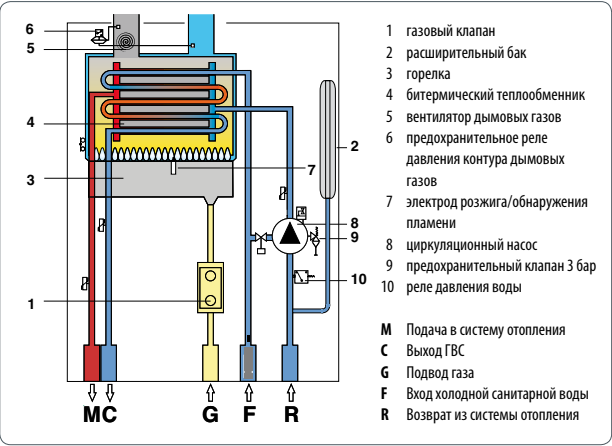 6
5
4
3
1
2
7
8
9
10
M C G F R
1 газовый клапан
2 расширительный бак
3 горелка
4 битермический теплообменник
5 вентилятор дымовых газов
6 предохранительное реле
давления контура дымовых
газов
7 электрод розжига/обнаружения
пламени
8 циркуляционный насос
9 предохранительный клапан 3 бар
10 реле давления воды
M Подача в систему отопления
C Выход ГВС
G Подвод газа
F Вход холодной санитарной воды
R Возврат из системы отопления